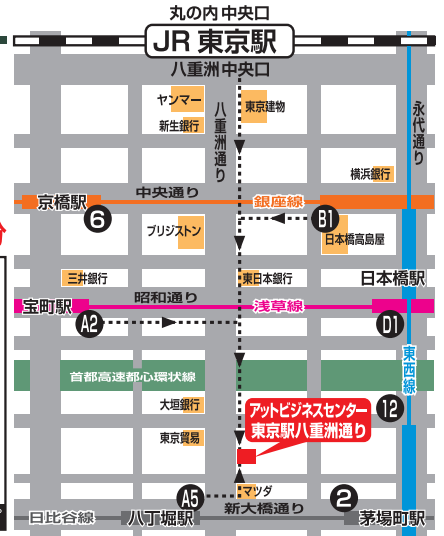 丸の内 中央口
JR 東京駅
八重洲 中央口
ヤンマー
東京建物
新生銀行
八重洲通り
永代通り
横浜銀行
中央通り
京橋駅
銀座線
6
B1
ブリジストン
日本橋高島屋
分
三井銀行
東日本銀行
日本橋駅
昭和通り
宝町駅
浅草線
A2
D1
東西線
首都高速都心環状線
大垣銀行
12
アットビジネスセンター
東京駅八重洲通り
東京貿易
マツダ
A5
2
新大橋通り
日比谷線
八丁堀駅
茅場町駅